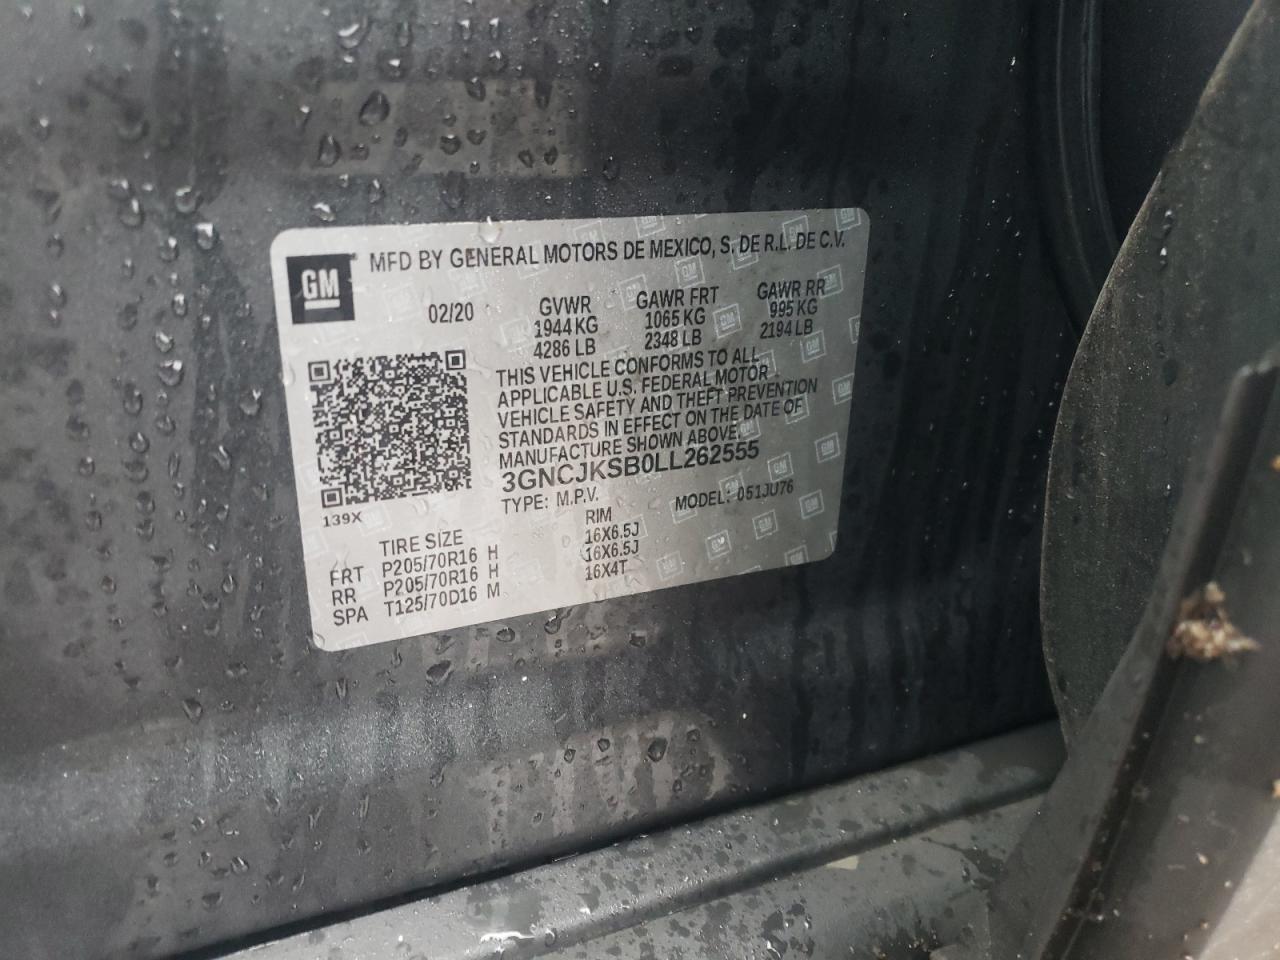 GM
MFD BY GENERAL MOTORS DE MEXICO, S. DE R.L. DE C.V.
02/20
GVWR GAWR FRT GAWR RR
1944 KG 1065 KG 995 KG
4286 LB 2348 LB 2194 LB
THIS VEHICLE CONFORMS TO ALL
APPLICABLE U.S. FEDERAL MOTOR
VEHICLE SAFETY AND THEFT PREVENTION
STANDARDS IN EFFECT ON THE DATE OF
MANUFACTURE SHOWN ABOVE.
3GNCJKSB0LL262555
TYPE: M.P.V. MODEL: 051JU76
139X
TIRE SIZE RIM
FRT P205/70R16 H 16X6.5J
RR P205/70R16 H 16X6.5J
SPA T125/70D16 M 16X4T